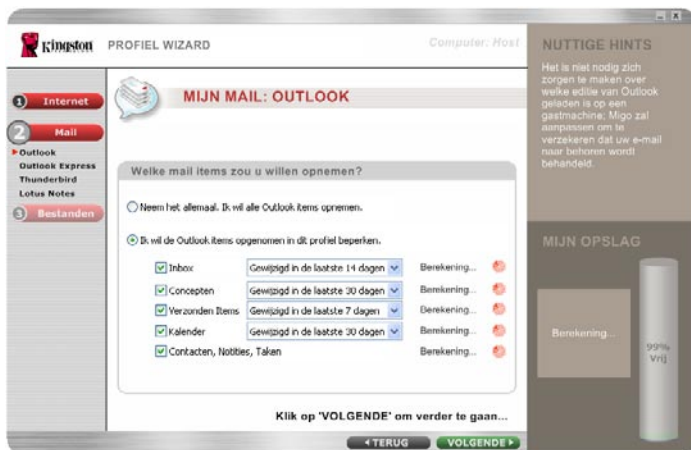 Kingston
TECHNOLOGY
PROFIEL WIZARD
Computer: Host
1 Internet
2 Mail
Outlook
Outlook Express
Thunderbird
Lotus Notes
3 Bestanden
MIJN MAIL: OUTLOOK
Welke mail items zou u willen opnemen?
Neem het allemaal. Ik wil alle Outlook items opnemen.
Ik wil de Outlook items opgenomen in dit profiel beperken.
Inbox Gewijzigd in de laatste 14 dagen Berekening...
Concepten Gewijzigd in de laatste 30 dagen Berekening...
Verzonden Items Gewijzigd in de laatste 7 dagen Berekening...
Kalender Gewijzigd in de laatste 30 dagen Berekening...
Contacten, Notities, Taken Berekening...
Klik op 'VOLGENDE' om verder te gaan...
TERUG
VOLGENDE
NUTTIGE HINTS
Het is niet nodig zich
zorgen te maken over
welke editie van Outlook
geladen is op een
gastmachine; Migo zal
aanpassen om te
verzekeren dat uw e-mail
naar behoren wordt
behandeld.
MIJN OPSLAG
Berekening...
99%
Vrij